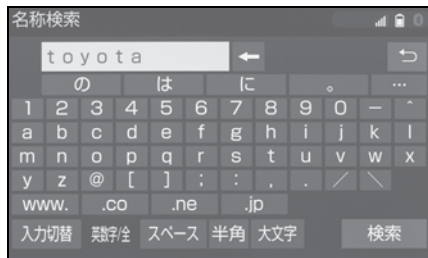 名称検索
toyota
の は に 。 …
1 2 3 4 5 6 7 8 9 0 - ^
a b c d e f g h i j k l
m n o p q r s t u v w x
y z @ [ ] ; : , . / \
www. .co .ne .jp
入力切替 英数字/全 スペース 半角 大文字 検索